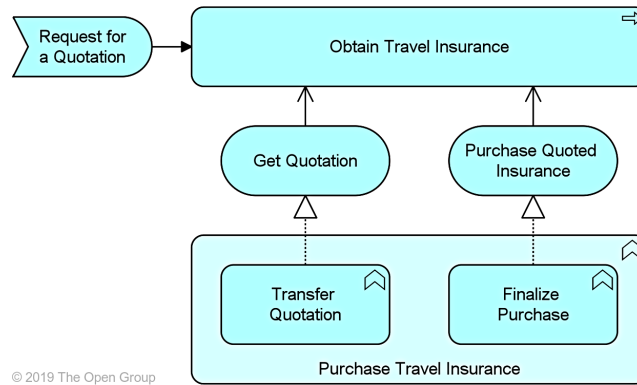 Request for
a Quotation
Obtain Travel Insurance
Get Quotation
Purchase Quoted
Insurance
Transfer
Quotation
Finalize
Purchase
Purchase Travel Insurance
© 2019 The Open Group